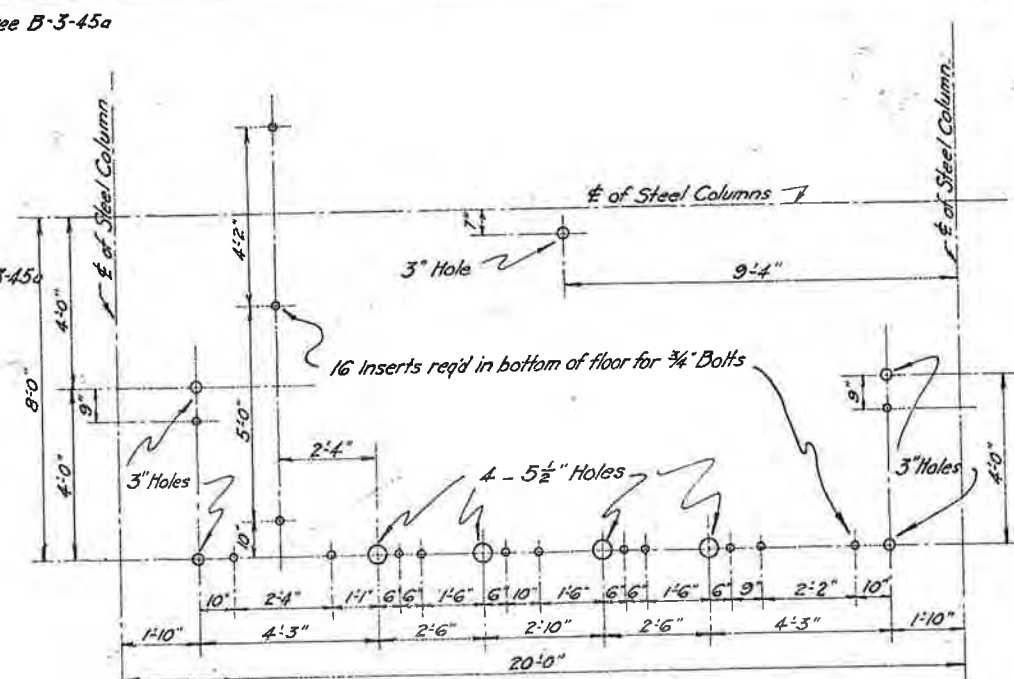 ee B-3-45a
℄ of Steel Column
℄ of Steel Column
℄ of Steel Columns
7"
4'-2"
3" Hole
9'-4"
3-45a
4'-0"
8'-0"
16 Inserts req'd in bottom of floor for 3/4" Bolts
9"
9"
5'-0"
2'-4"
4'-0"
3" Holes
4 - 5 1/2" Holes
3" Holes
4'-0"
10"
10" 2'-4" 1'-1" 6" 6" 1'-6" 6" 10" 1'-6" 6" 6" 1'-6" 6" 9" 2'-2" 10"
1'-10" 4'-3" 2'-6" 2'-10" 2'-6" 4'-3" 1'-10"
20'-0"